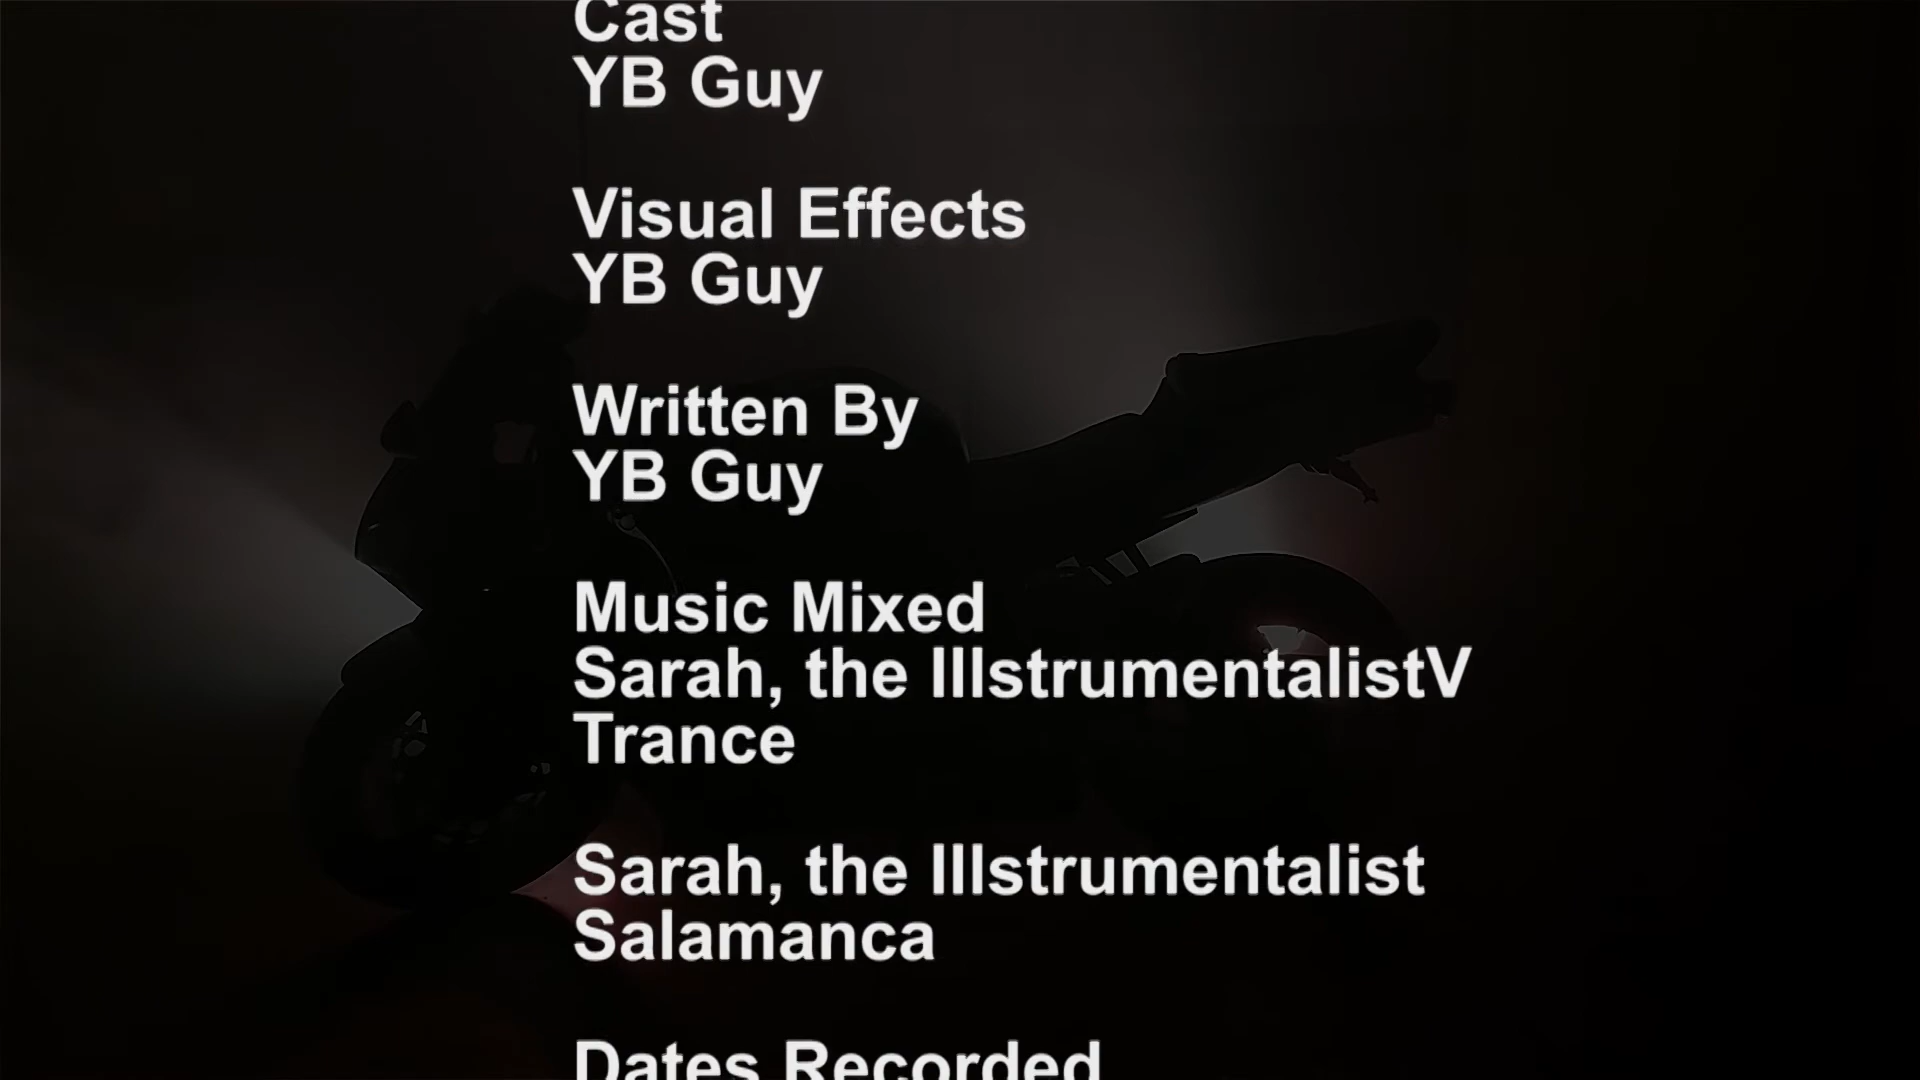 Cast
YB Guy
Visual Effects
YB Guy
Written By
YB Guy
Music Mixed
Sarah, the IllstrumentalistV
Trance
Sarah, the Illstrumentalist
Salamanca
Dates Recorded